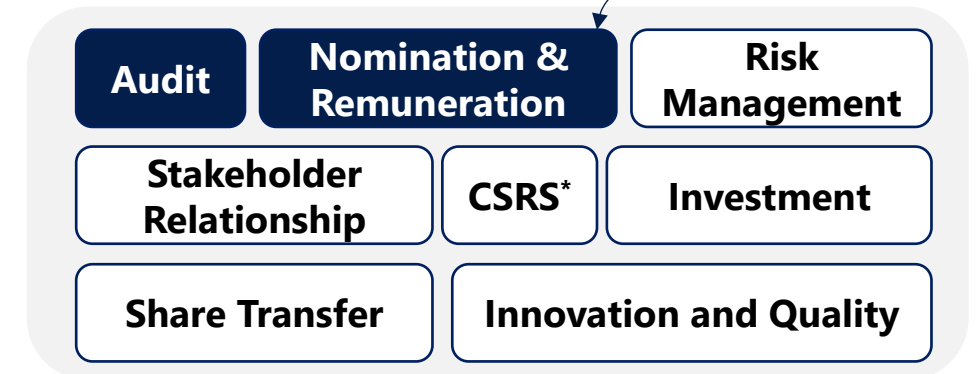 Audit
Nomination &
Remuneration
Risk
Management
Stakeholder
Relationship
CSRS*
Investment
Share Transfer
Innovation and Quality